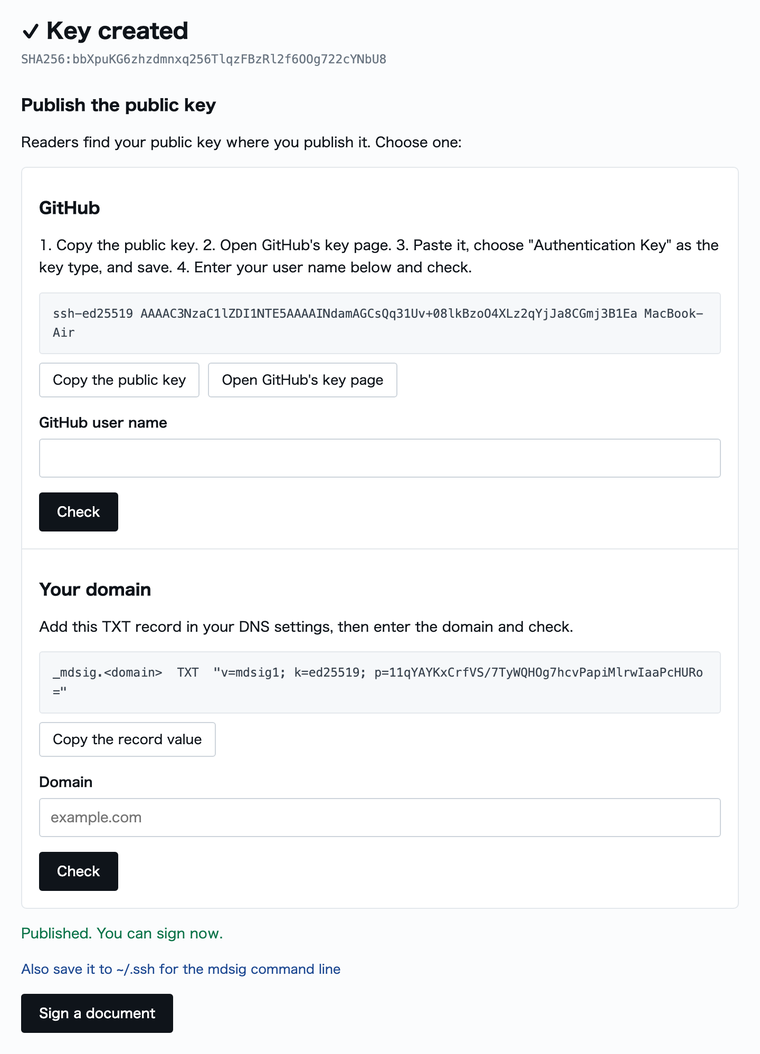 ✓ Key created
SHA256:bbXpuKG6zhzdmnxq256TlqzFBzRl2f6OOg722cYNbU8
Publish the public key
Readers find your public key where you publish it. Choose one:
GitHub
1. Copy the public key. 2. Open GitHub's key page. 3. Paste it, choose "Authentication Key" as the
key type, and save. 4. Enter your user name below and check.
ssh-ed25519 AAAAC3NzaC1lZDI1NTE5AAAAINdamAGCsQq31Uv+08lkBzoO4XLz2qYjJa8CGmj3B1Ea MacBook-
Air
Copy the public key
Open GitHub's key page
GitHub user name
Check
Your domain
Add this TXT record in your DNS settings, then enter the domain and check.
_mdsig.<domain>  TXT  "v=mdsig1; k=ed25519; p=11qYAYKxCrfVS/7TyWQHOg7hcvPapiMlrwIaaPcHURo
="
Copy the record value
Domain
example.com
Check
Published. You can sign now.
Also save it to ~/.ssh for the mdsig command line
Sign a document